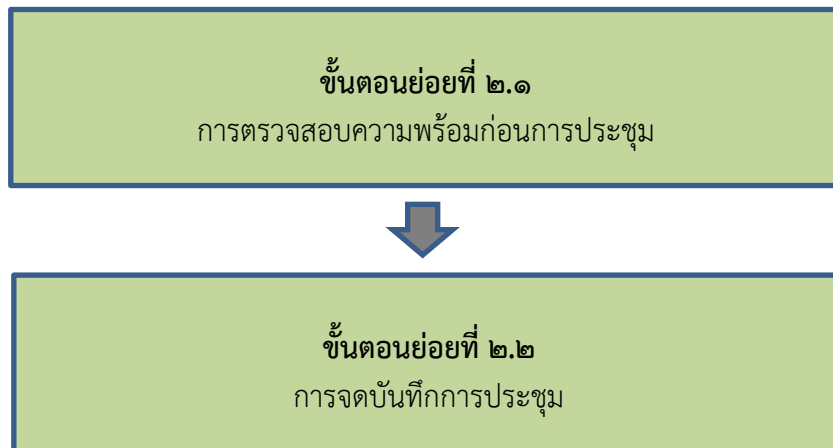 ขั้นตอนย่อยที่ ๒.๑
การตรวจสอบความพร้อมก่อนการประชุม
ขั้นตอนย่อยที่ ๒.๒
การจดบันทึกการประชุม